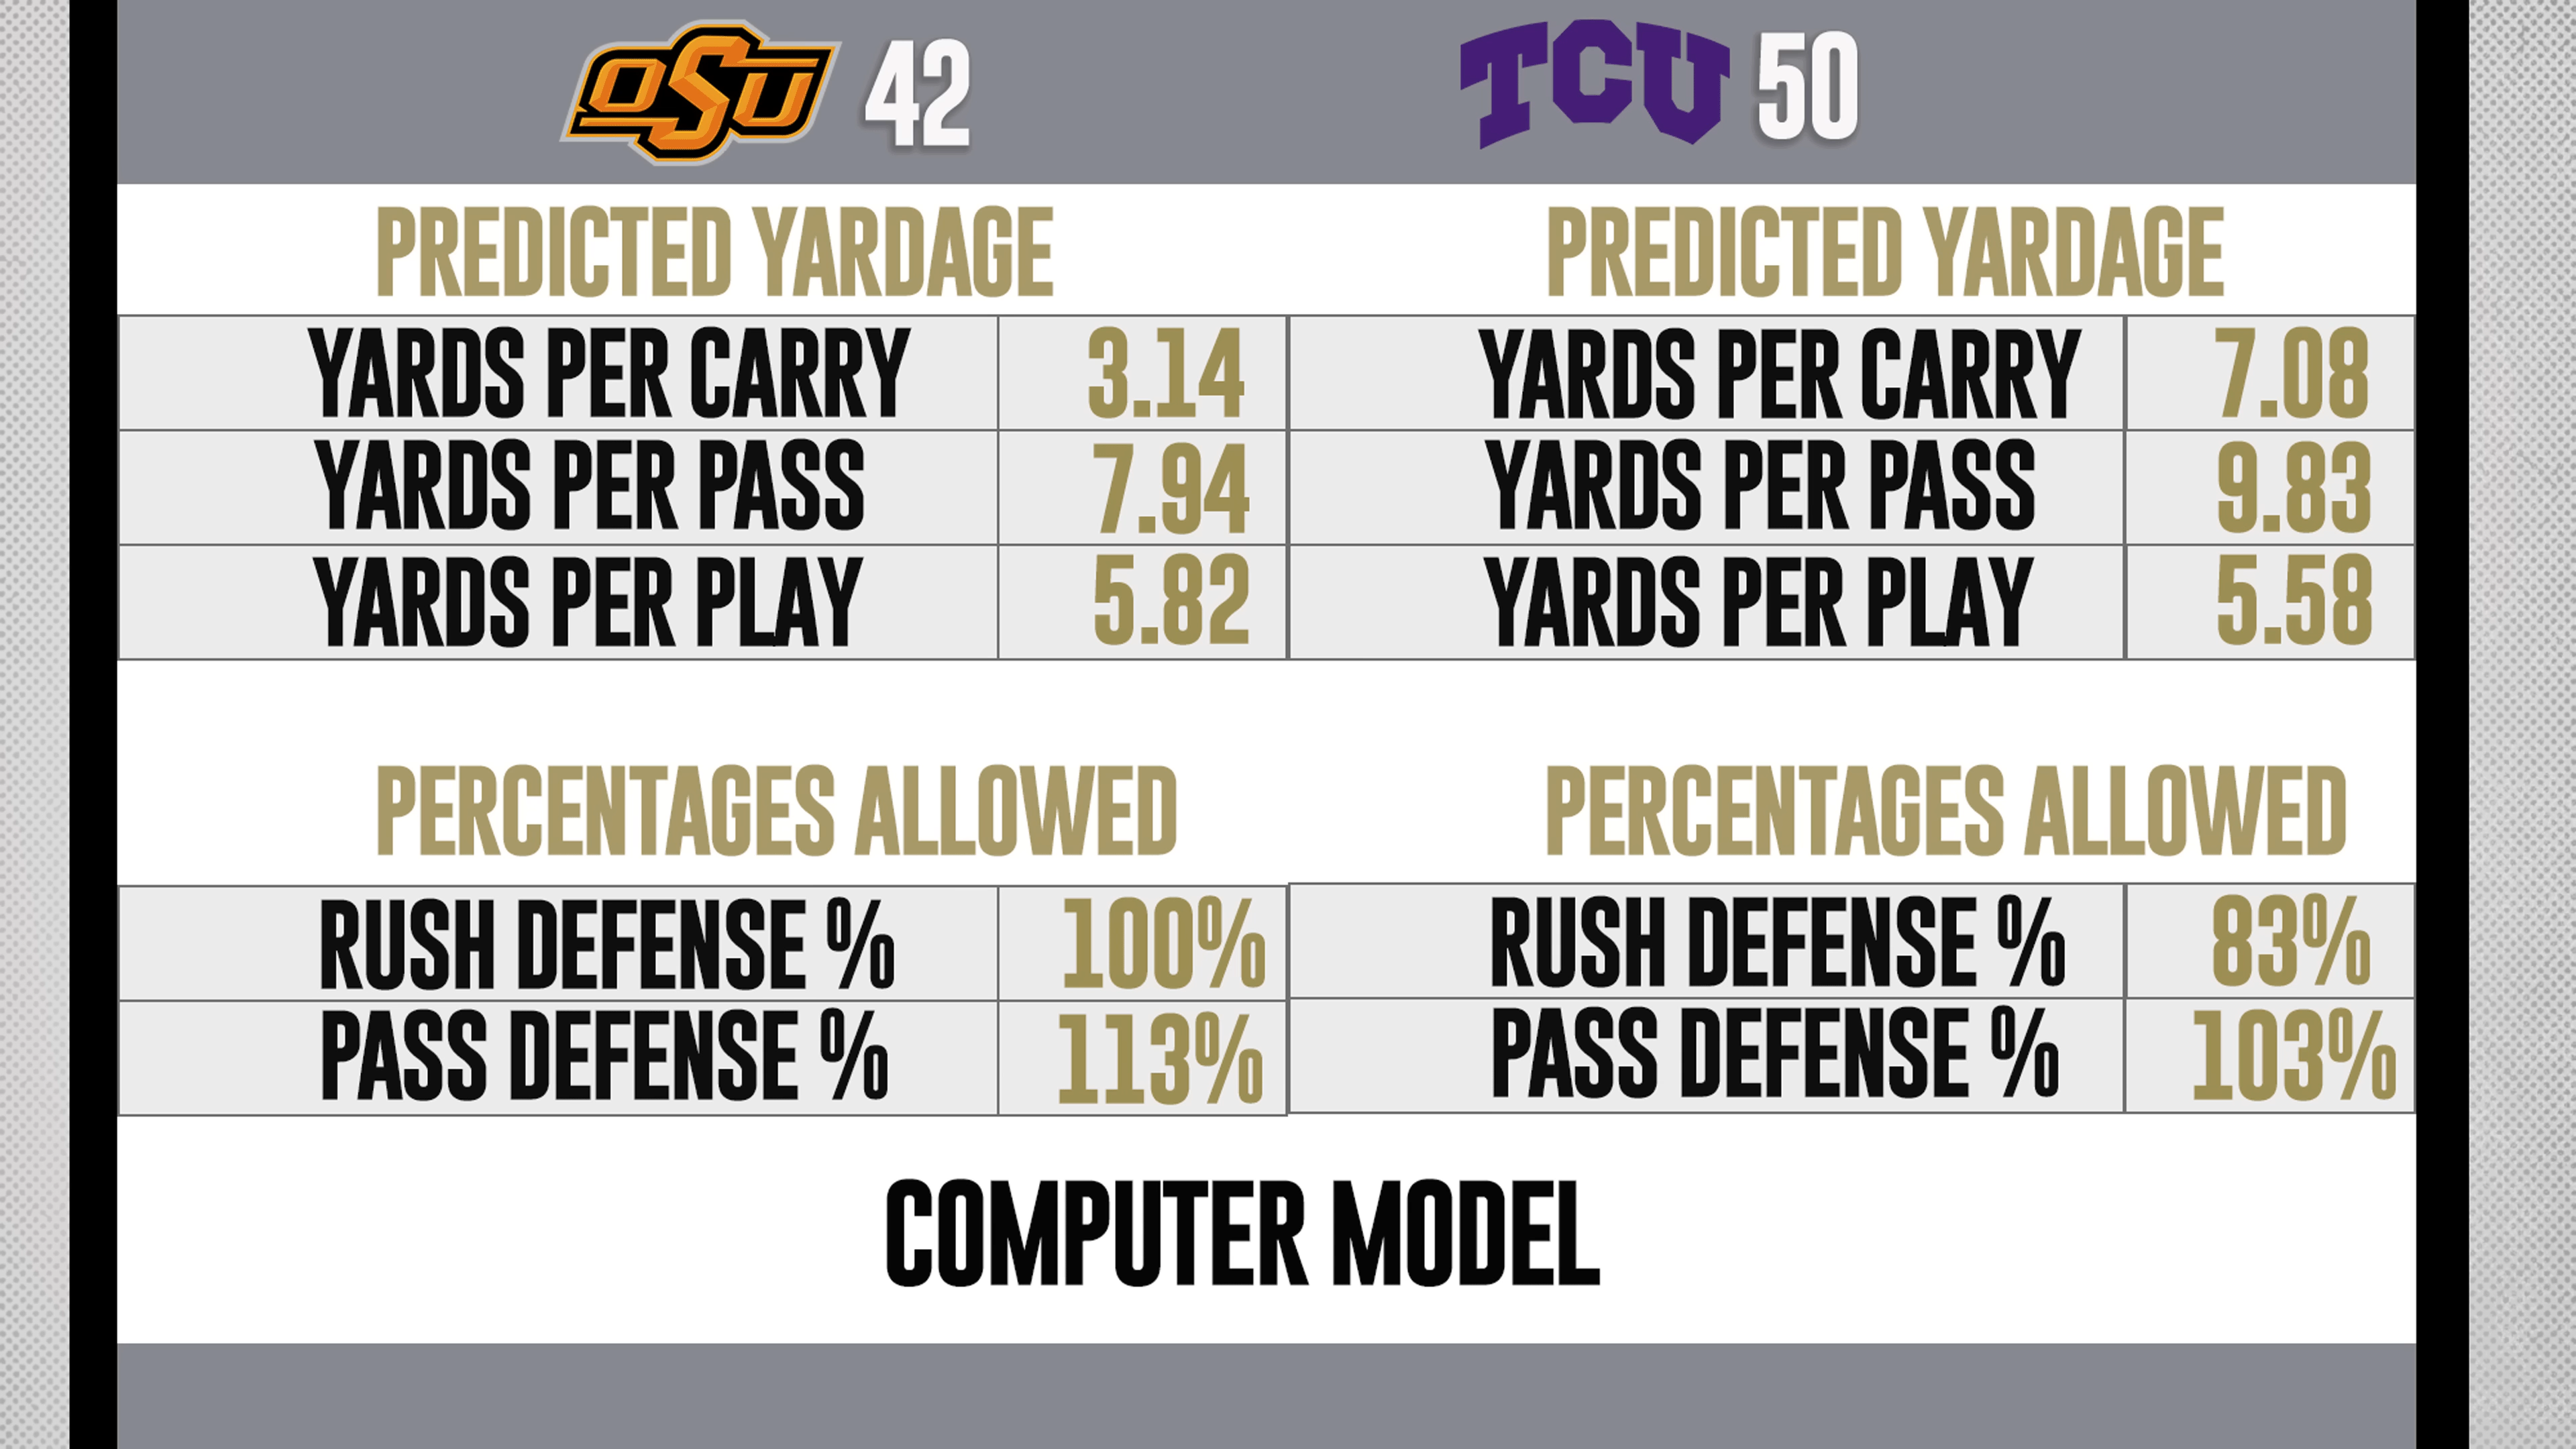 OSU 42 TCU 50
PREDICTED YARDAGE PREDICTED YARDAGE
YARDS PER CARRY 3.14 YARDS PER CARRY 7.08
YARDS PER PASS 7.94 YARDS PER PASS 9.83
YARDS PER PLAY 5.82 YARDS PER PLAY 5.58
PERCENTAGES ALLOWED PERCENTAGES ALLOWED
RUSH DEFENSE % 100% RUSH DEFENSE % 83%
PASS DEFENSE % 113% PASS DEFENSE % 103%
COMPUTER MODEL